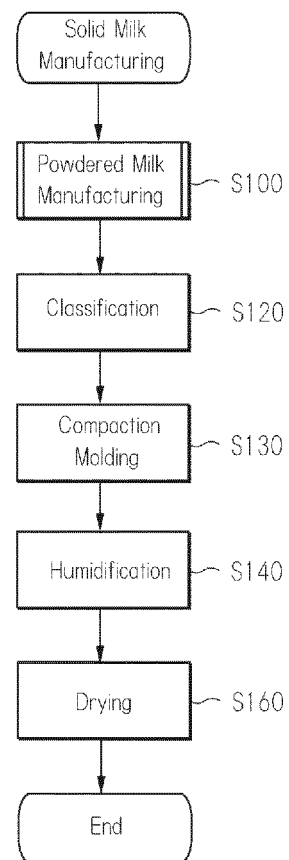 Solid Milk
Manufacturing
Powdered Milk
Manufacturing
S100
Classification
S120
Compaction
Molding
S130
Humidification
S140
Drying
S160
End